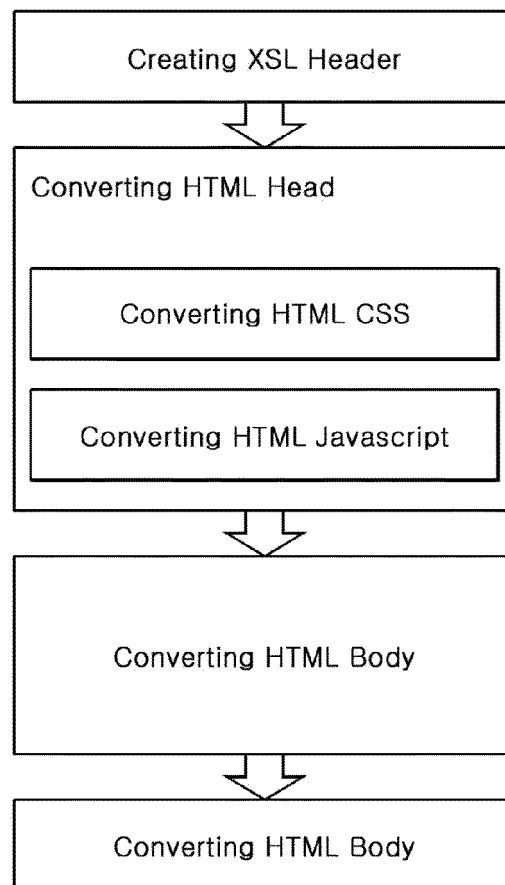 Creating XSL Header
Converting HTML Head
Converting HTML CSS
Converting HTML Javascript
Converting HTML Body
Converting HTML Body